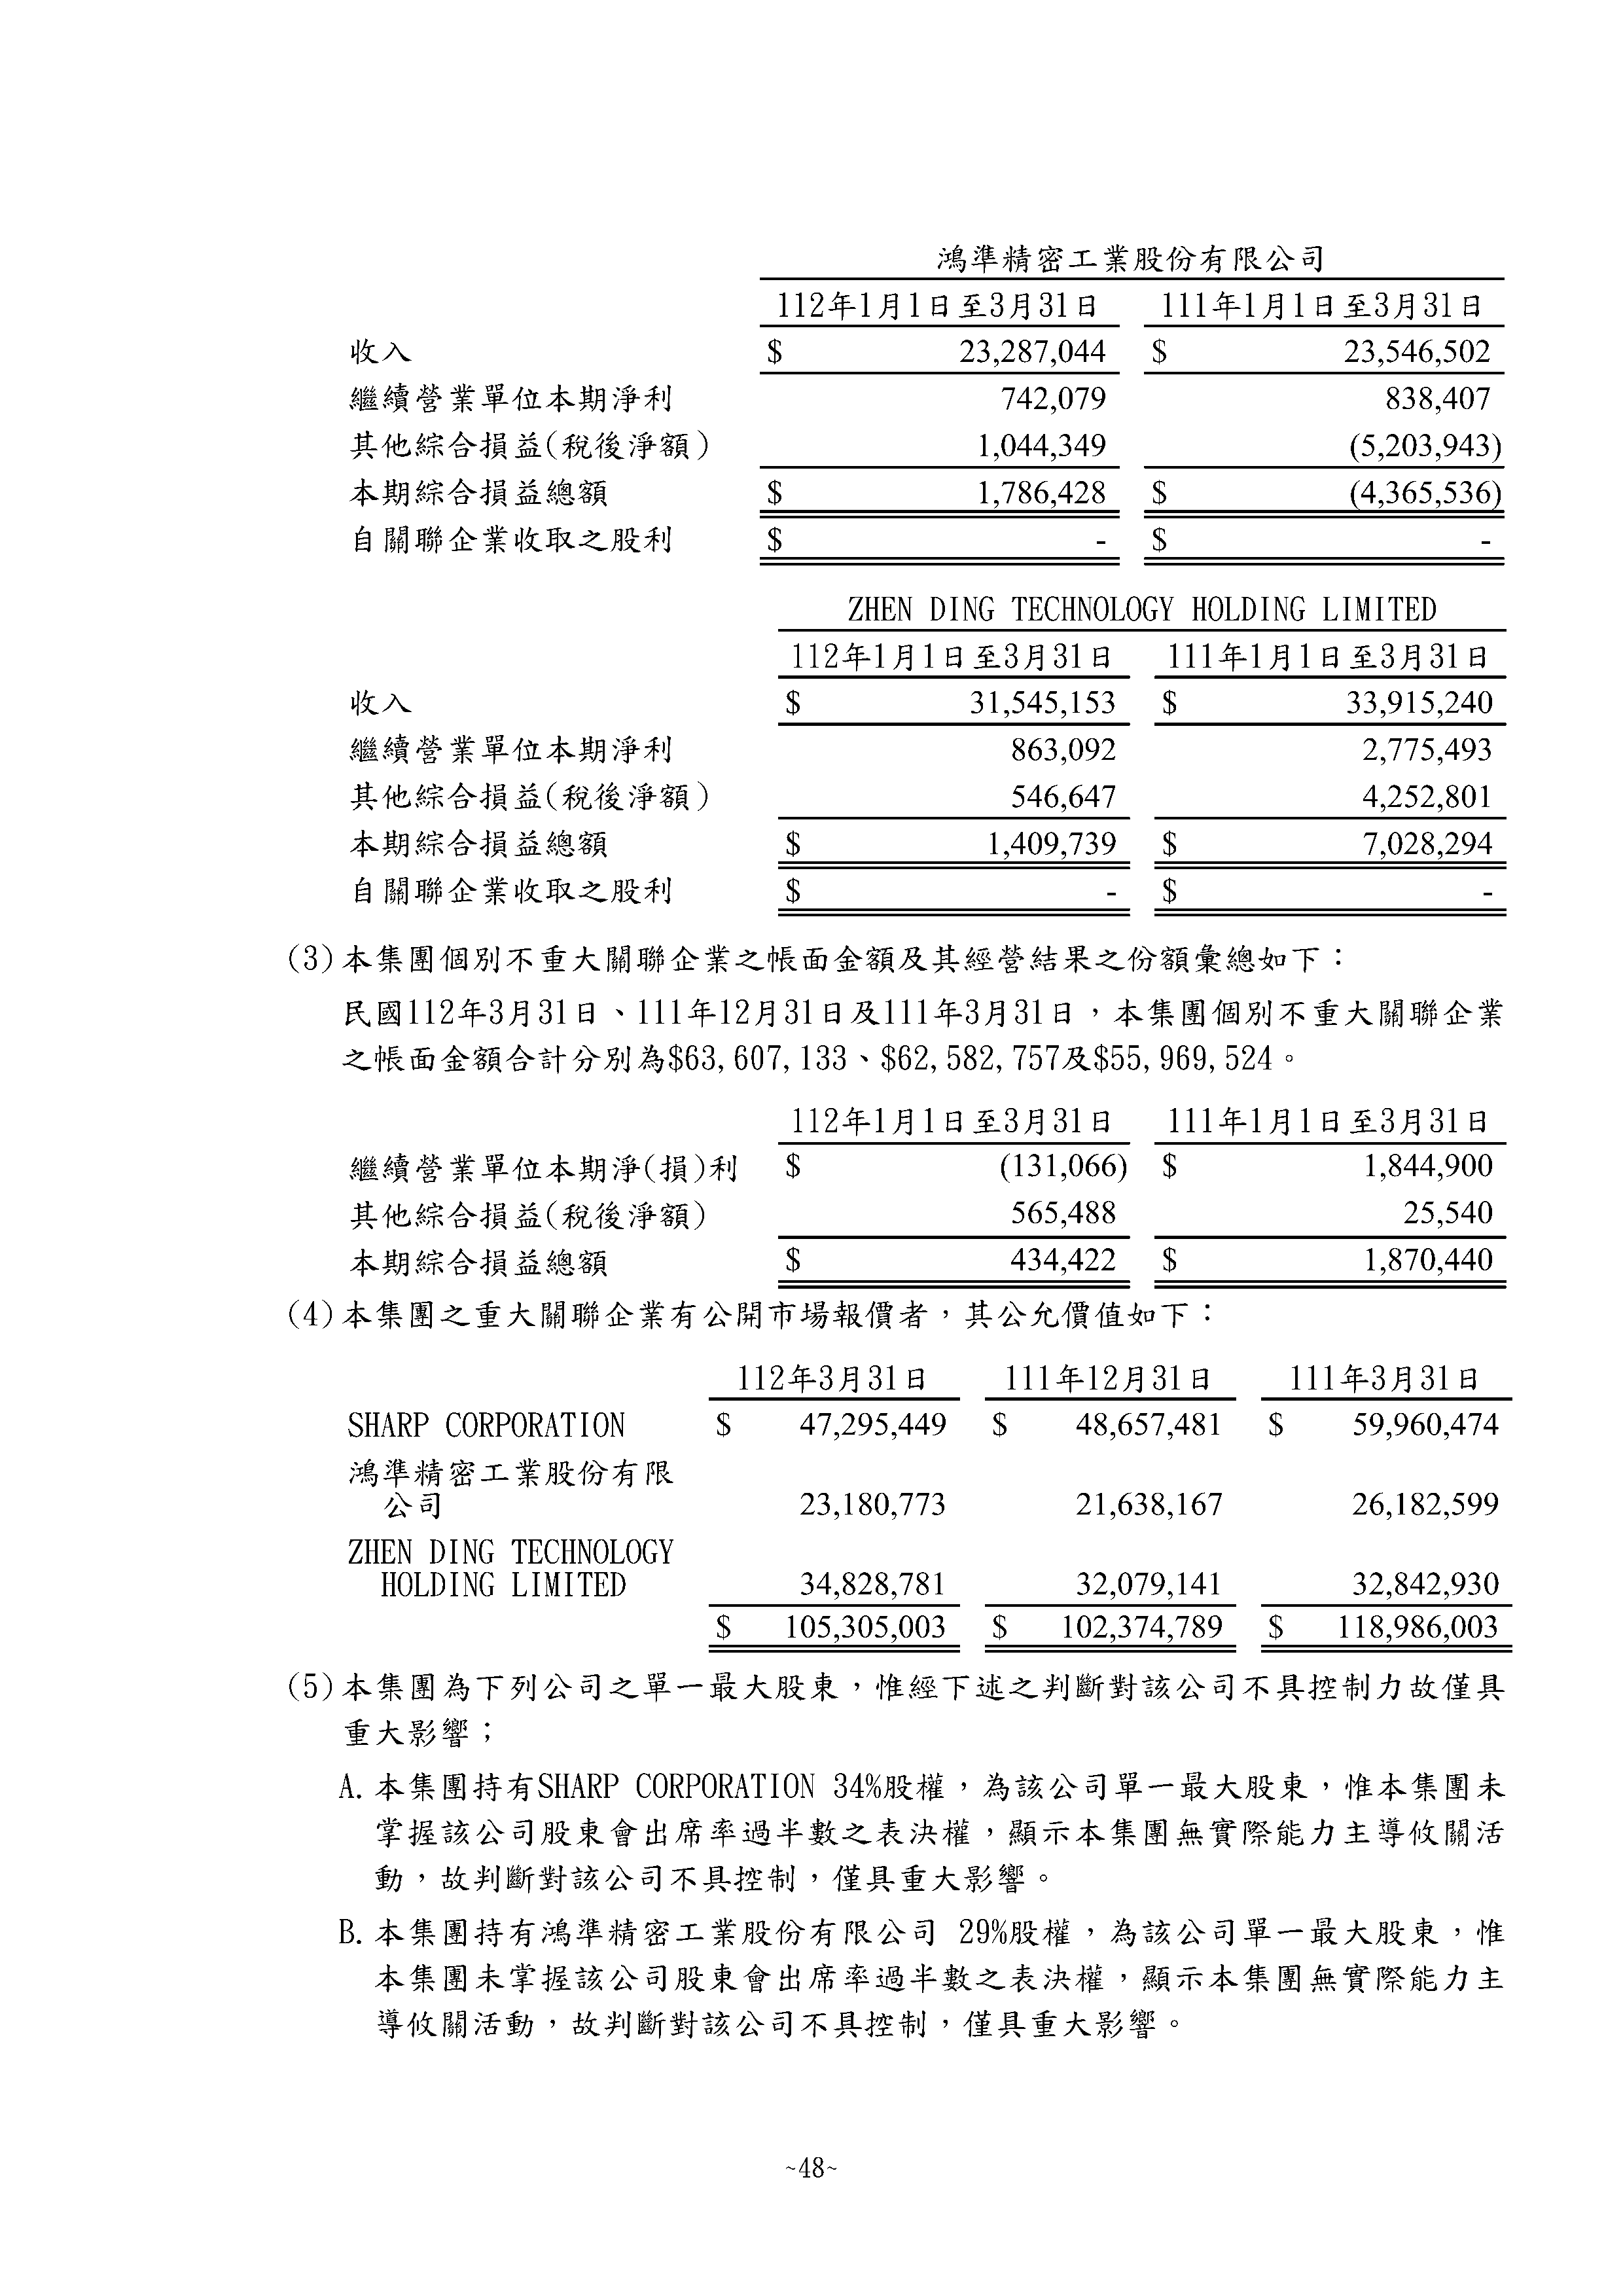 鴻準精密工業股份有限公司
112年1月1日至3月31日 111年1月1日至3月31日
收入 $ 23,287,044 $ 23,546,502
繼續營業單位本期淨利 742,079 838,407
其他綜合損益(稅後淨額) 1,044,349 (5,203,943)
本期綜合損益總額 $ 1,786,428 $ (4,365,536)
自關聯企業收取之股利 $ - $ -
ZHEN DING TECHNOLOGY HOLDING LIMITED
112年1月1日至3月31日 111年1月1日至3月31日
收入 $ 31,545,153 $ 33,915,240
繼續營業單位本期淨利 863,092 2,775,493
其他綜合損益(稅後淨額) 546,647 4,252,801
本期綜合損益總額 $ 1,409,739 $ 7,028,294
自關聯企業收取之股利 $ - $ -
(3)本集團個別不重大關聯企業之帳面金額及其經營結果之份額彙總如下：
民國112年3月31日、111年12月31日及111年3月31日，本集團個別不重大關聯企業
之帳面金額合計分別為$63,607,133、$62,582,757及$55,969,524。
112年1月1日至3月31日 111年1月1日至3月31日
繼續營業單位本期淨(損)利 $ (131,066) $ 1,844,900
其他綜合損益(稅後淨額) 565,488 25,540
本期綜合損益總額 $ 434,422 $ 1,870,440
(4)本集團之重大關聯企業有公開市場報價者，其公允價值如下：
112年3月31日 111年12月31日 111年3月31日
SHARP CORPORATION $ 47,295,449 $ 48,657,481 $ 59,960,474
鴻準精密工業股份有限
公司 23,180,773 21,638,167 26,182,599
ZHEN DING TECHNOLOGY
HOLDING LIMITED 34,828,781 32,079,141 32,842,930
$ 105,305,003 $ 102,374,789 $ 118,986,003
(5)本集團為下列公司之單一最大股東，惟經下述之判斷對該公司不具控制力故僅具
重大影響；
A.本集團持有SHARP CORPORATION 34%股權，為該公司單一最大股東，惟本集團未
掌握該公司股東會出席率過半數之表決權，顯示本集團無實際能力主導攸關活
動，故判斷對該公司不具控制，僅具重大影響。
B.本集團持有鴻準精密工業股份有限公司 29%股權，為該公司單一最大股東，惟
本集團未掌握該公司股東會出席率過半數之表決權，顯示本集團無實際能力主
導攸關活動，故判斷對該公司不具控制，僅具重大影響。
~48~